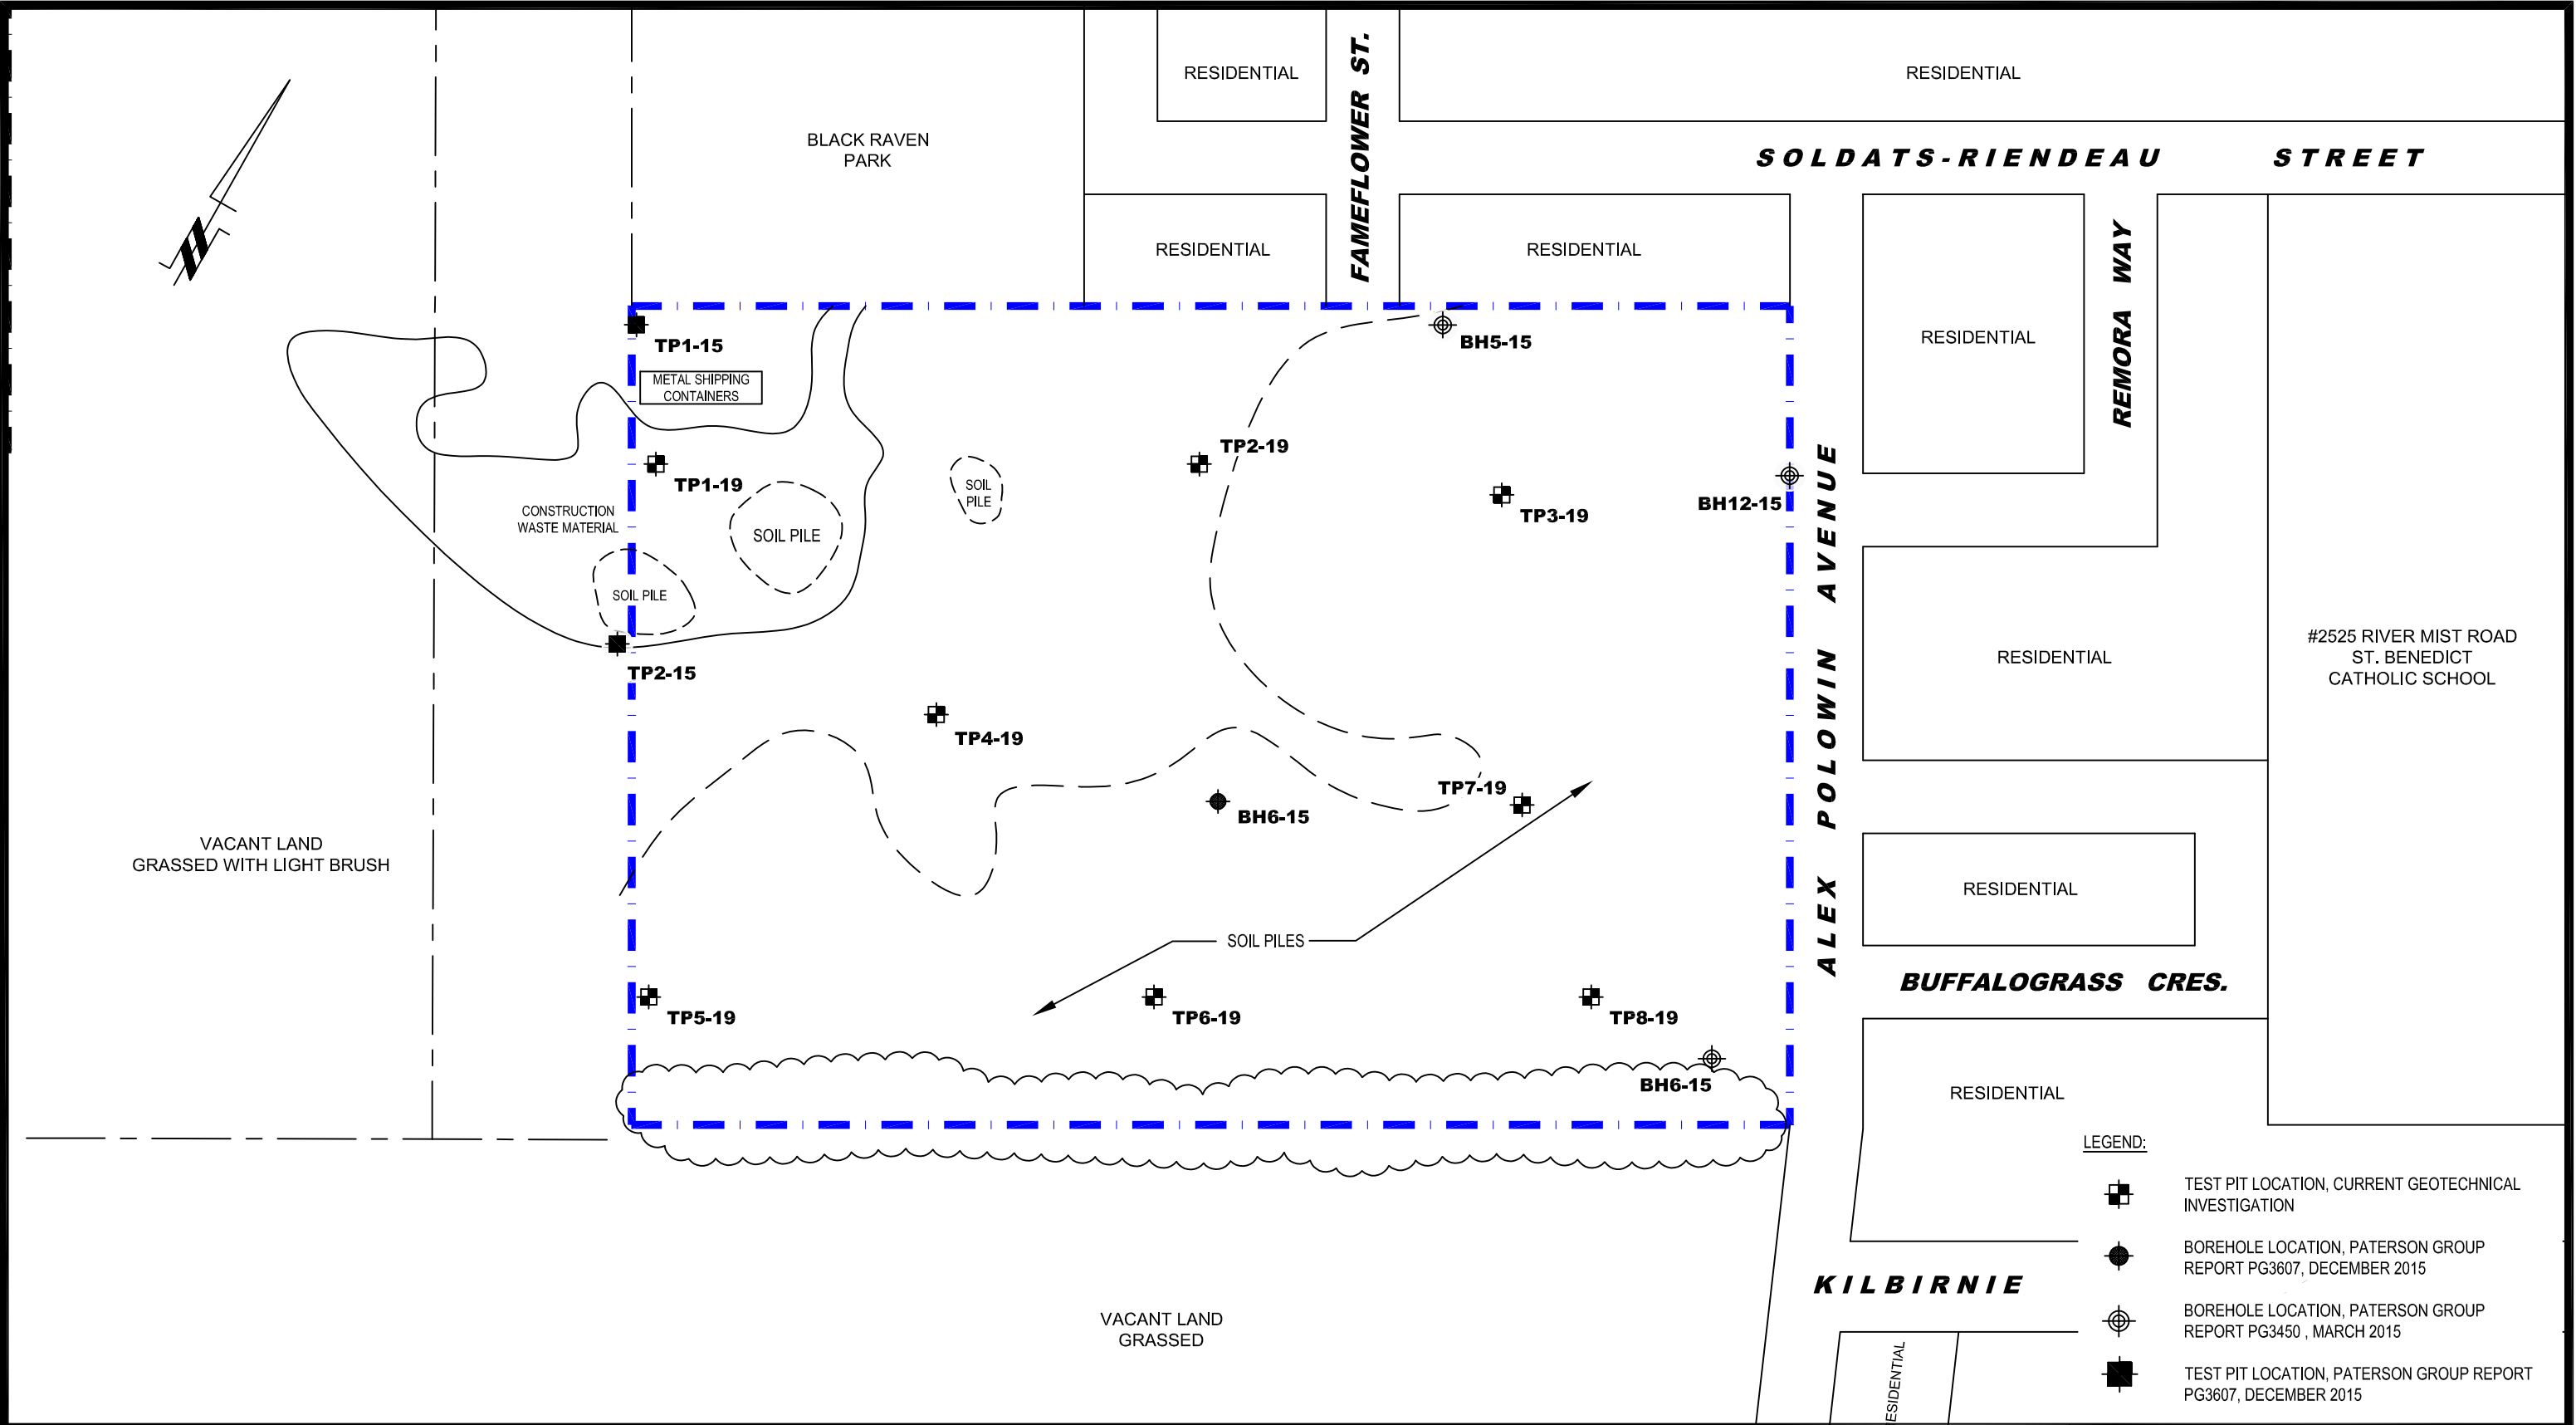 RESIDENTIAL
FAMEFLOWER ST.
RESIDENTIAL
BLACK RAVEN
PARK
SOLDATS-RIENDEAU STREET
RESIDENTIAL
RESIDENTIAL
REMORA WAY
RESIDENTIAL
TP1-15
BH5-15
METAL SHIPPING
CONTAINERS
TP2-19
TP1-19
SOIL
PILE
TP3-19
BH12-15
CONSTRUCTION
WASTE MATERIAL
SOIL PILE
SOIL PILE
ALEX POLOWIN AVENUE
RESIDENTIAL
#2525 RIVER MIST ROAD
ST. BENEDICT
CATHOLIC SCHOOL
TP2-15
TP4-19
TP7-19
BH6-15
VACANT LAND
GRASSED WITH LIGHT BRUSH
RESIDENTIAL
SOIL PILES
BUFFALOGRASS CRES.
TP5-19
TP6-19
TP8-19
BH6-15
RESIDENTIAL
LEGEND:
TEST PIT LOCATION, CURRENT GEOTECHNICAL
INVESTIGATION
BOREHOLE LOCATION, PATERSON GROUP
REPORT PG3607, DECEMBER 2015
KILBIRNIE
BOREHOLE LOCATION, PATERSON GROUP
REPORT PG3450 , MARCH 2015
VACANT LAND
GRASSED
ESIDENTIAL
TEST PIT LOCATION, PATERSON GROUP REPORT
PG3607, DECEMBER 2015